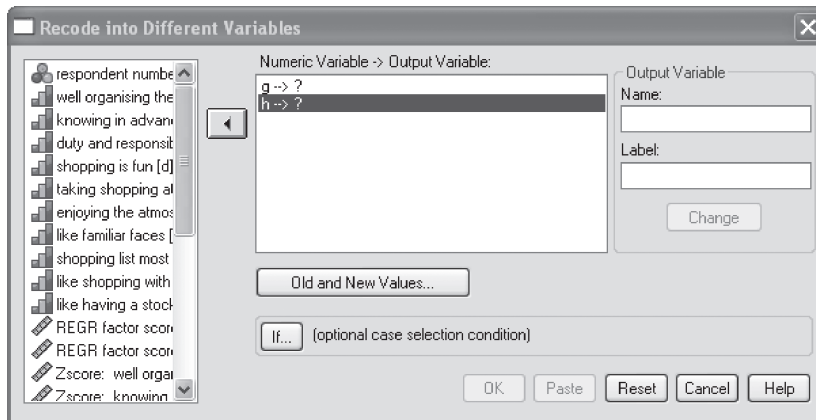 Recode into Different Variables
respondent numbe
well organising the
knowing in advan
duty and responsib
shopping is fun [d]
taking shopping al
enjoying the atmos
like familiar faces [
shopping list most
like shopping with
like having a stock
REGR factor score
REGR factor score
Zscore: well organ
Zscore: knowing
Numeric Variable -> Output Variable:
g --> ?
h --> ?
Output Variable
Name:
Label:
Change
Old and New Values...
If... (optional case selection condition)
OK Paste Reset Cancel Help